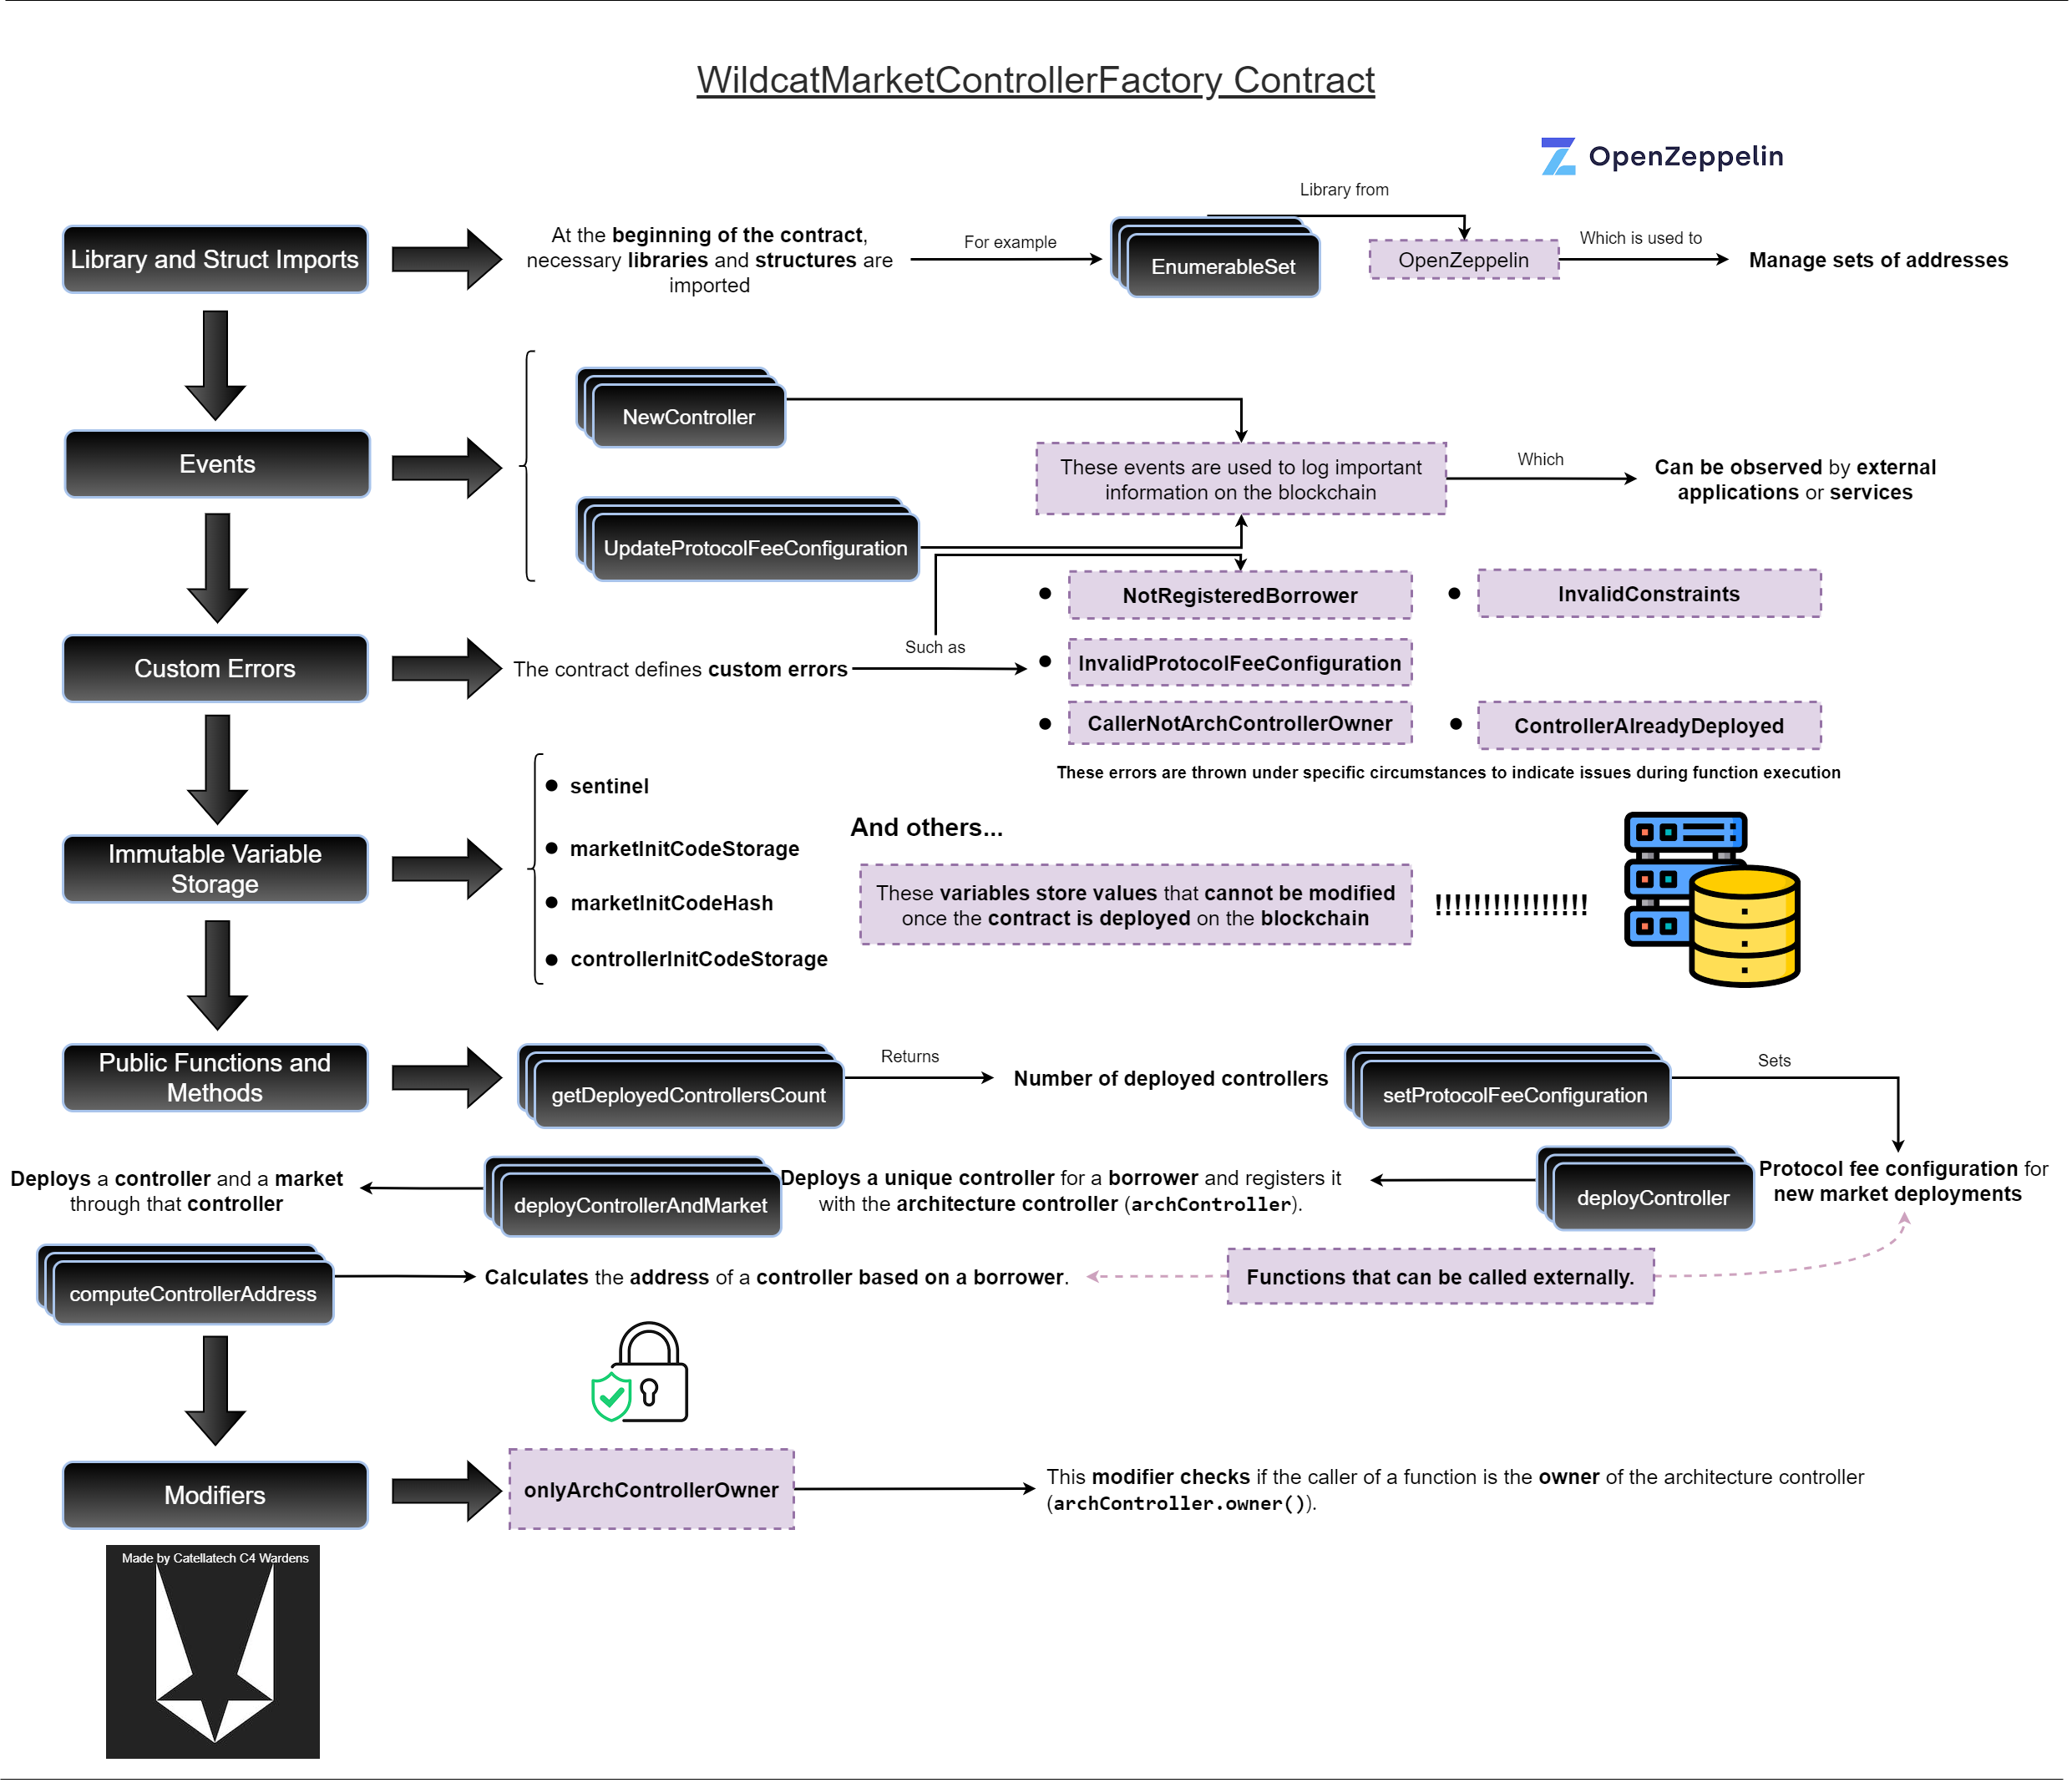 WildcatMarketControllerFactory Contract
OpenZeppelin
Library and Struct Imports
At the beginning of the contract,
necessary libraries and structures are
imported
For example
EnumerableSet
Library from
OpenZeppelin
Which is used to
Manage sets of addresses
Events
NewController
UpdateProtocolFeeConfiguration
These events are used to log important
information on the blockchain
Which
Can be observed by external
applications or services
Custom Errors
The contract defines custom errors
Such as
NotRegisteredBorrower
InvalidConstraints
InvalidProtocolFeeConfiguration
CallerNotArchControllerOwner
ControllerAlreadyDeployed
These errors are thrown under specific circumstances to indicate issues during function execution
Immutable Variable
Storage
sentinel
marketInitCodeStorage
marketInitCodeHash
controllerInitCodeStorage
And others...
These variables store values that cannot be modified
once the contract is deployed on the blockchain
!!!!!!!!!!!!!!!!
Public Functions and
Methods
getDeployedControllersCount
Returns
Number of deployed controllers
setProtocolFeeConfiguration
Sets
Protocol fee configuration for
new market deployments
deployController
Deploys a unique controller for a borrower and registers it
with the architecture controller (archController).
deployControllerAndMarket
Deploys a controller and a market
through that controller
computeControllerAddress
Calculates the address of a controller based on a borrower.
Functions that can be called externally.
Modifiers
onlyArchControllerOwner
This modifier checks if the caller of a function is the owner of the architecture controller
(archController.owner()).
Made by Catellatech C4 Wardens